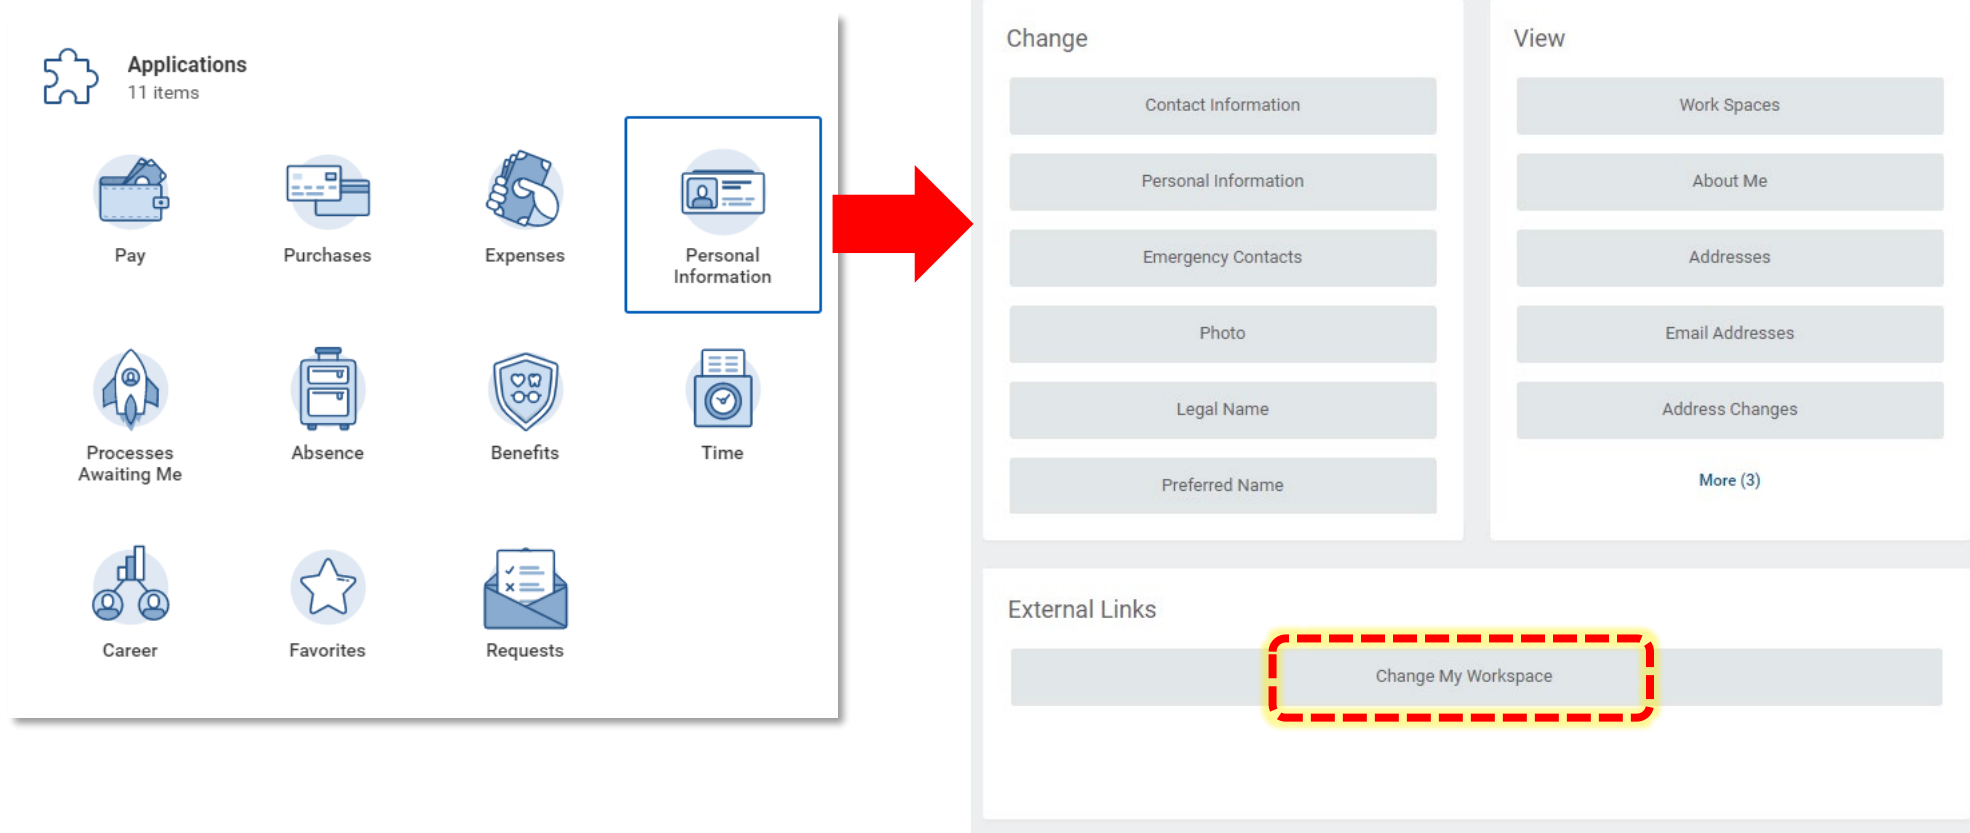 Applications
11 items
Pay
Purchases
Expenses
Personal
Information
Processes
Awaiting Me
Absence
Benefits
Time
Career
Favorites
Requests
Change
Contact Information
Personal Information
Emergency Contacts
Photo
Legal Name
Preferred Name
View
Work Spaces
About Me
Addresses
Email Addresses
Address Changes
More (3)
External Links
Change My Workspace